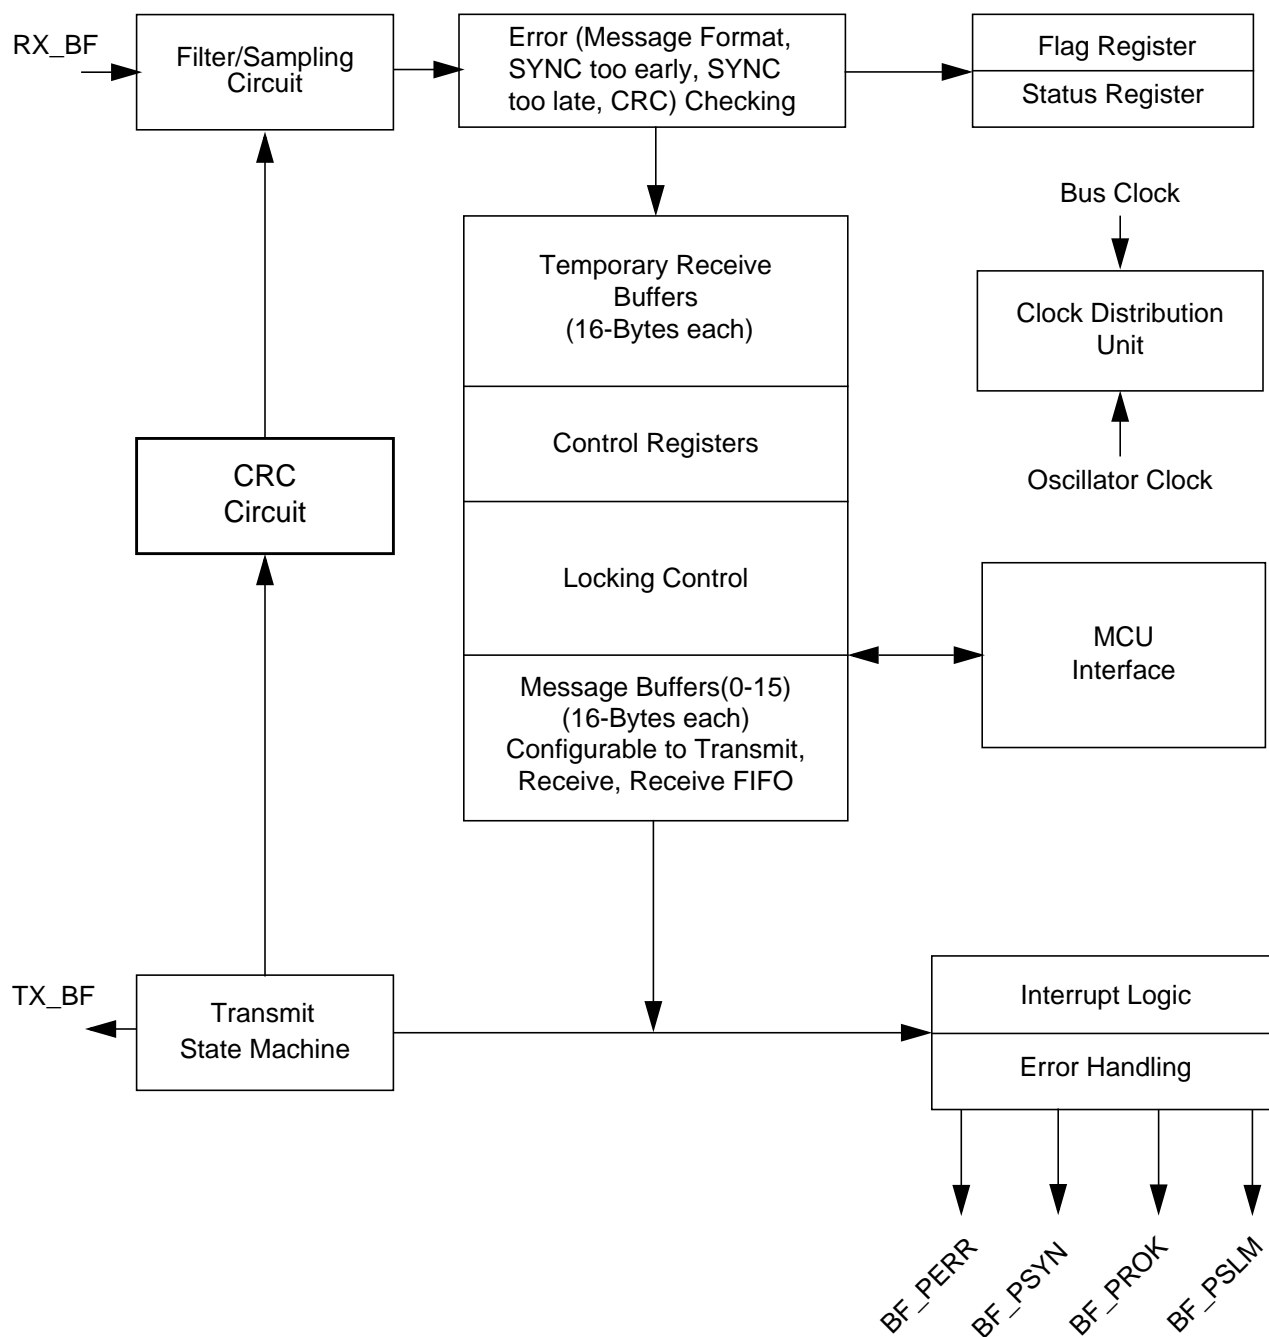 RX_BF
Filter/Sampling
Circuit
Error (Message Format,
SYNC too early, SYNC
too late, CRC) Checking
Flag Register
Status Register
Bus Clock
Temporary Receive
Buffers
(16-Bytes each)
Clock Distribution
Unit
Oscillator Clock
Control Registers
CRC
Circuit
Locking Control
MCU
Interface
Message Buffers(0-15)
(16-Bytes each)
Configurable to Transmit,
Receive, Receive FIFO
TX_BF
Transmit
State Machine
Interrupt Logic
Error Handling
BF_PERR
BF_PSYN
BF_PROK
BF_PSLM